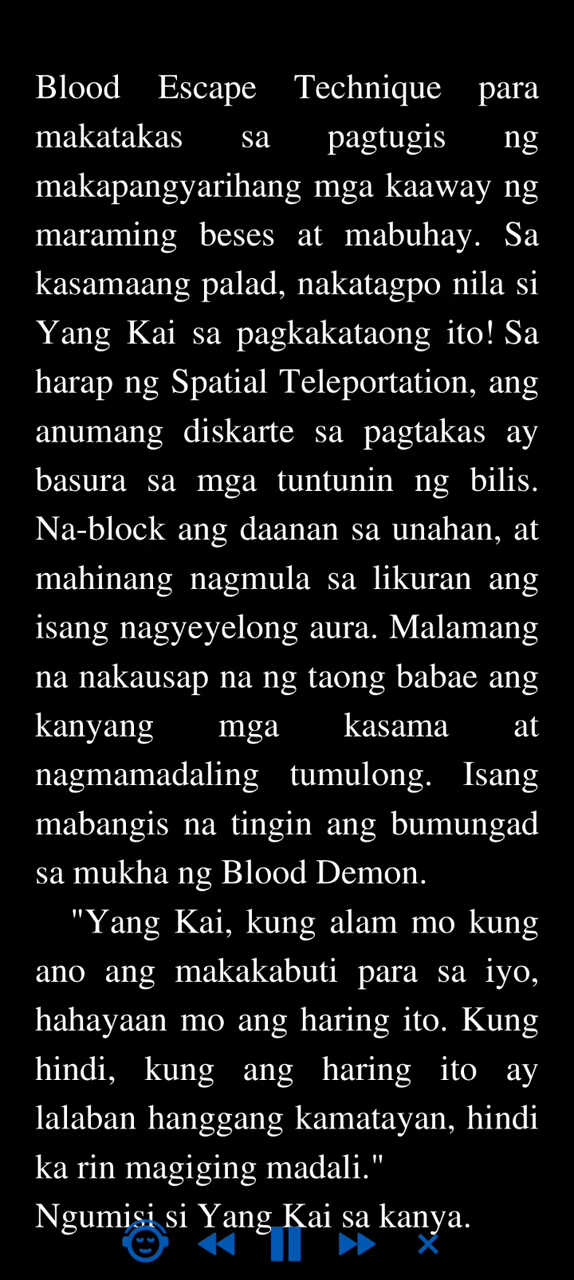 Blood Escape Technique para
makatakas sa pagtugis ng
makapangyarihang mga kaaway ng
maraming beses at mabuhay. Sa
kasamaang palad, nakatagpo nila si
Yang Kai sa pagkakataong ito! Sa
harap ng Spatial Teleportation, ang
anumang diskarte sa pagtakas ay
basura sa mga tuntunin ng bilis.
Na-block ang daanan sa unahan, at
mahinang nagmula sa likuran ang
isang nagyeyelong aura. Malamang
na nakausap na ng taong babae ang
kanyang mga kasama at
nagmamadaling tumulong. Isang
mabangis na tingin ang bumungad
sa mukha ng Blood Demon.
"Yang Kai, kung alam mo kung
ano ang makakabuti para sa iyo,
hahayaan mo ang haring ito. Kung
hindi, kung ang haring ito ay
lalaban hanggang kamatayan, hindi
ka rin magiging madali."
Ngumisi si Yang Kai sa kanya.